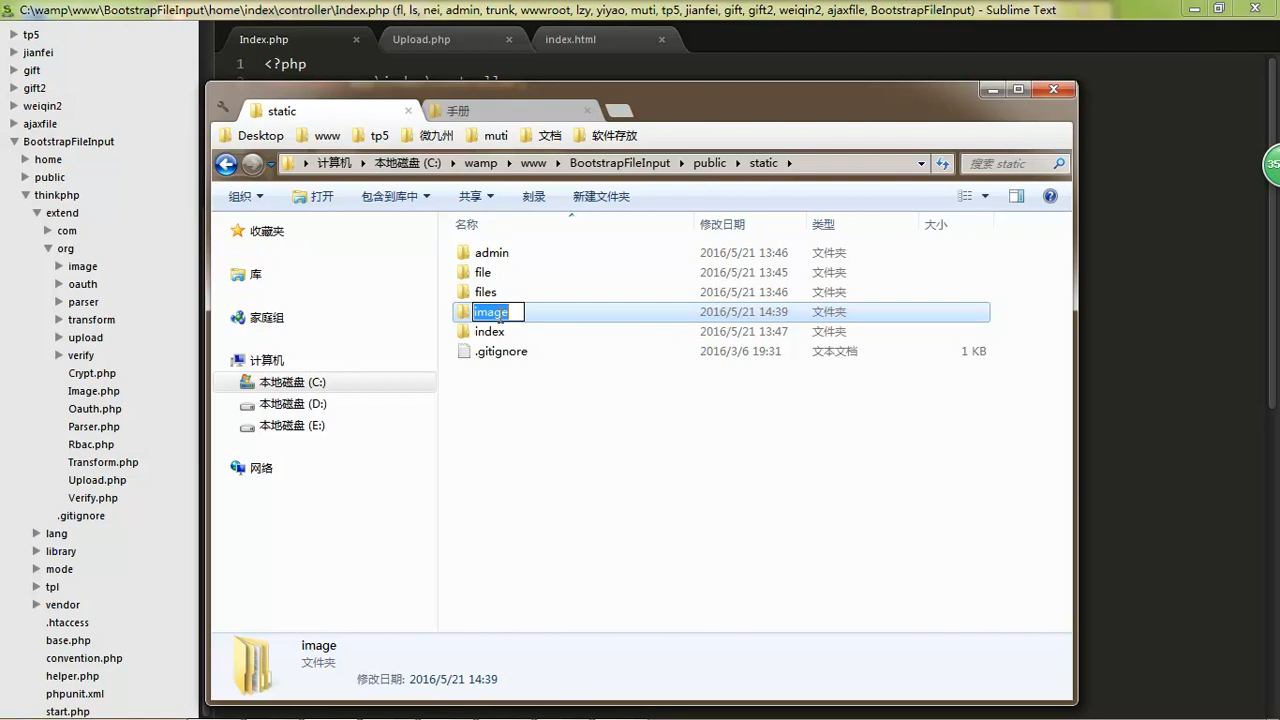 C:\wamp\www\BootstrapFileInput\home\index\controller\Index.php (fl, ls, nei, admin, trunk, wwwroot, lzy, yiyao, muti, tp5, jianfei, gift, gift2, weiqin2, ajaxfile, BootstrapFileInput) - Sublime Text
tp5
jianfei
gift
gift2
weiqin2
ajaxfile
BootstrapFileInput
home
public
thinkphp
extend
com
org
image
oauth
parser
transform
upload
verify
Crypt.php
Image.php
Oauth.php
Parser.php
Rbac.php
Transform.php
Upload.php
Verify.php
.gitignore
lang
library
mode
tpl
vendor
.htaccess
base.php
convention.php
helper.php
phpunit.xml
start.php
Index.php Upload.php index.html
1 <?php
static 手册
Desktop www tp5 微九州 muti 文档 软件存放
计算机 本地磁盘 (C:) wamp www BootstrapFileInput public static 搜索 static
组织 打开 包含到库中 共享 刻录 新建文件夹
收藏夹
库
家庭组
计算机
本地磁盘 (C:)
本地磁盘 (D:)
本地磁盘 (E:)
网络
名称 修改日期 类型 大小
admin 2016/5/21 13:46 文件夹
file 2016/5/21 13:45 文件夹
files 2016/5/21 13:46 文件夹
image 2016/5/21 14:39 文件夹
index 2016/5/21 13:47 文件夹
.gitignore 2016/3/6 19:31 文本文档 1 KB
image
文件夹
修改日期: 2016/5/21 14:39
35